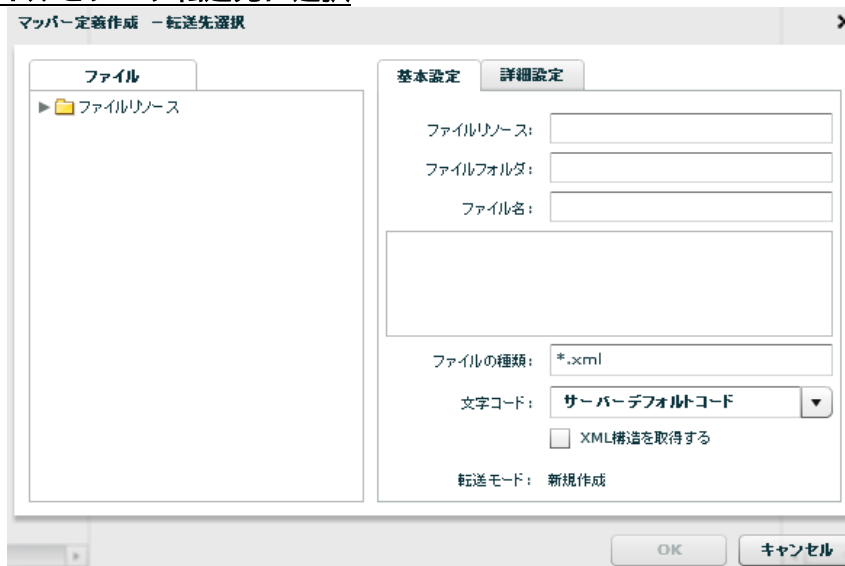 マッパー定義作成 －転送先選択
ファイル
ファイルリソース
基本設定 詳細設定
ファイルリソース:
ファイルフォルダ:
ファイル名:
ファイルの種類: *.xml
文字コード: サーバーデフォルトコード
XML構造を取得する
転送モード: 新規作成
OK キャンセル